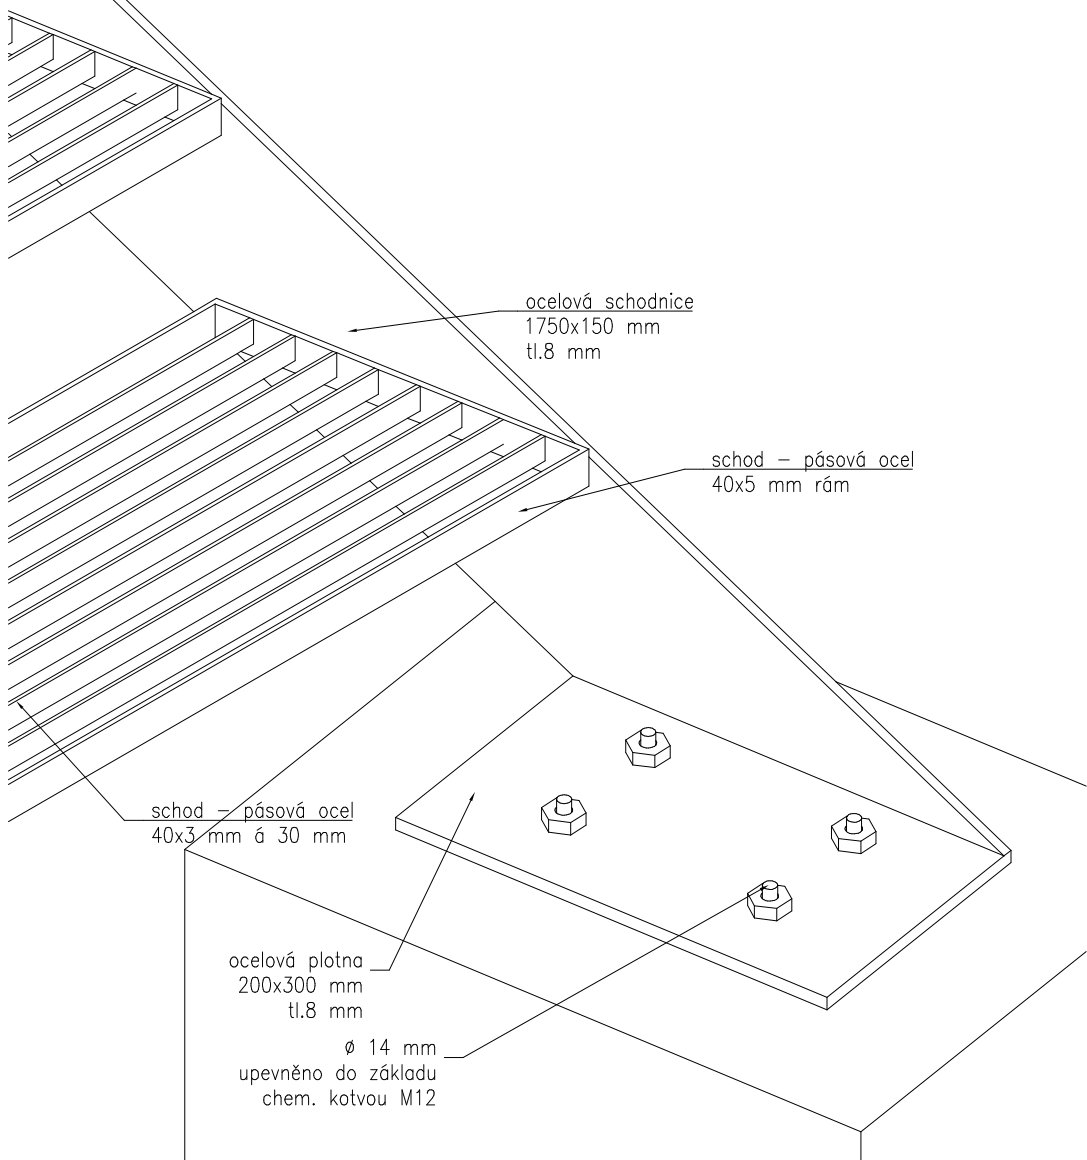 ocelová schodnice
1750x150 mm
tl.8 mm
schod – pásová ocel
40x5 mm rám
schod – pásová ocel
40x3 mm á 30 mm
ocelová plotna
200x300 mm
tl.8 mm
ø 14 mm
upevněno do základu
chem. kotvou M12